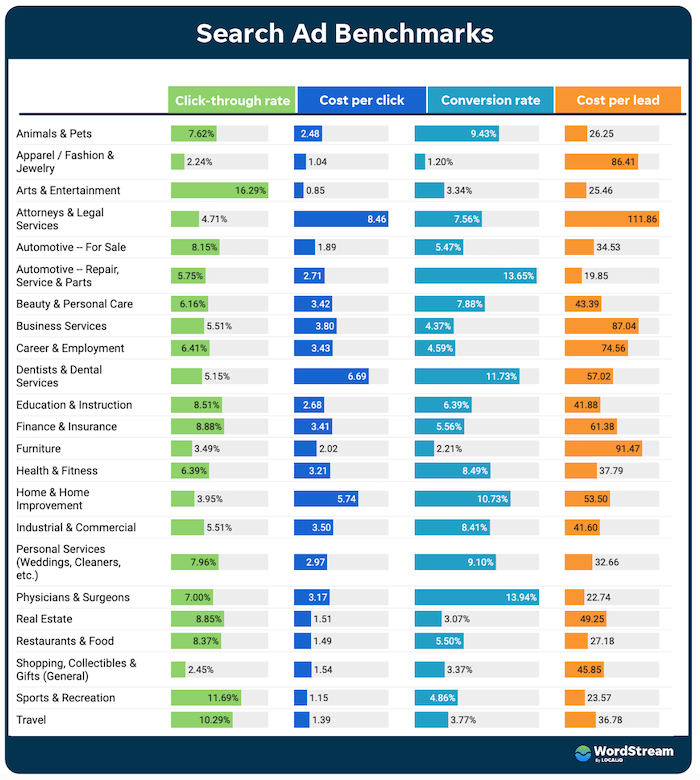 Search Ad Benchmarks
Click-through rate Cost per click Conversion rate Cost per lead
Animals & Pets 7.62% 2.48 9.43% 26.25
Apparel / Fashion &
Jewelry 2.24% 1.04 1.20% 86.41
Arts & Entertainment 16.29% 0.85 3.34% 25.46
Attorneys & Legal
Services 4.71% 8.46 7.56% 111.86
Automotive -- For Sale 8.15% 1.89 5.47% 34.53
Automotive -- Repair,
Service & Parts 5.75% 2.71 13.65% 19.85
Beauty & Personal Care 6.16% 3.42 7.88% 43.39
Business Services 5.51% 3.80 4.37% 87.04
Career & Employment 6.41% 3.43 4.59% 74.56
Dentists & Dental
Services 5.15% 6.69 11.73% 57.02
Education & Instruction 8.51% 2.68 6.39% 41.88
Finance & Insurance 8.88% 3.41 5.56% 61.38
Furniture 3.49% 2.02 2.21% 91.47
Health & Fitness 6.39% 3.21 8.49% 37.79
Home & Home
Improvement 3.95% 5.74 10.73% 53.50
Industrial & Commercial 5.51% 3.50 8.41% 41.60
Personal Services
(Weddings, Cleaners,
etc.) 7.96% 2.97 9.10% 32.66
Physicians & Surgeons 7.00% 3.17 13.94% 22.74
Real Estate 8.85% 1.51 3.07% 49.25
Restaurants & Food 8.37% 1.49 5.50% 27.18
Shopping, Collectibles &
Gifts (General) 2.45% 1.54 3.37% 45.85
Sports & Recreation 11.69% 1.15 4.86% 23.57
Travel 10.29% 1.39 3.77% 36.78
WordStream
By LOCALiQ